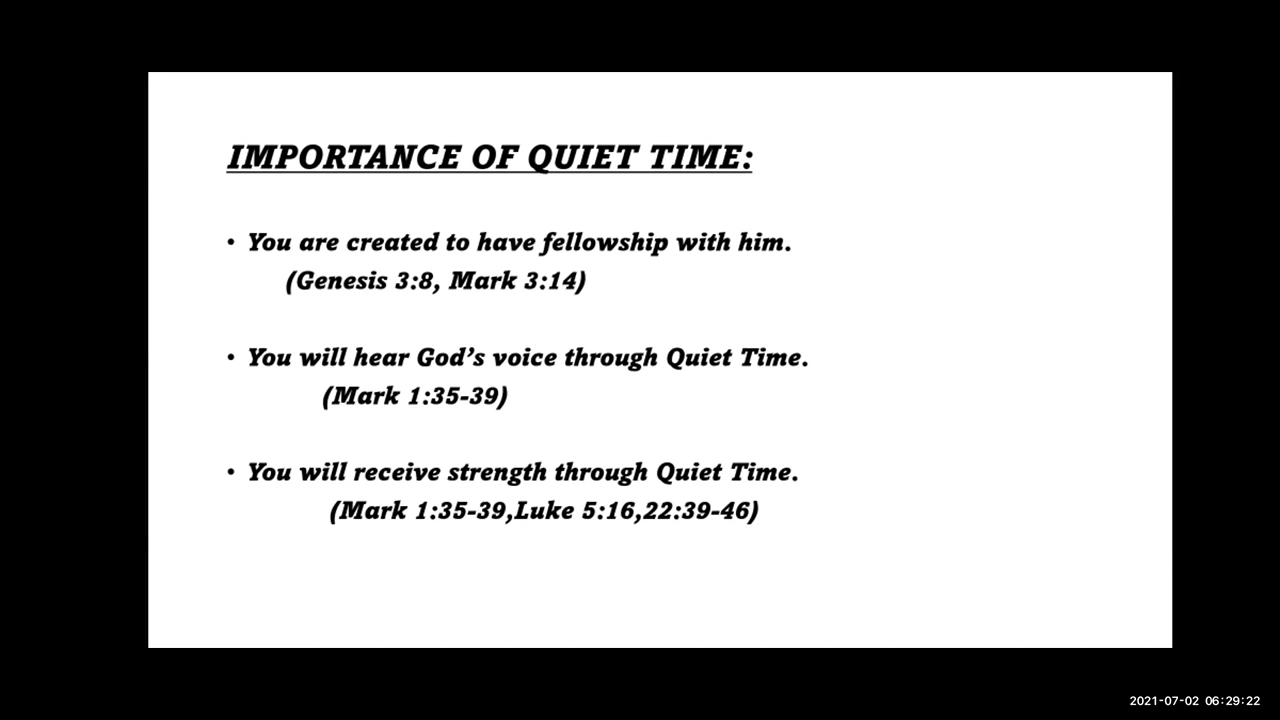 IMPORTANCE OF QUIET TIME:
• You are created to have fellowship with him.
(Genesis 3:8, Mark 3:14)
• You will hear God’s voice through Quiet Time.
(Mark 1:35-39)
• You will receive strength through Quiet Time.
(Mark 1:35-39,Luke 5:16,22:39-46)
2021-07-02 06:29:22